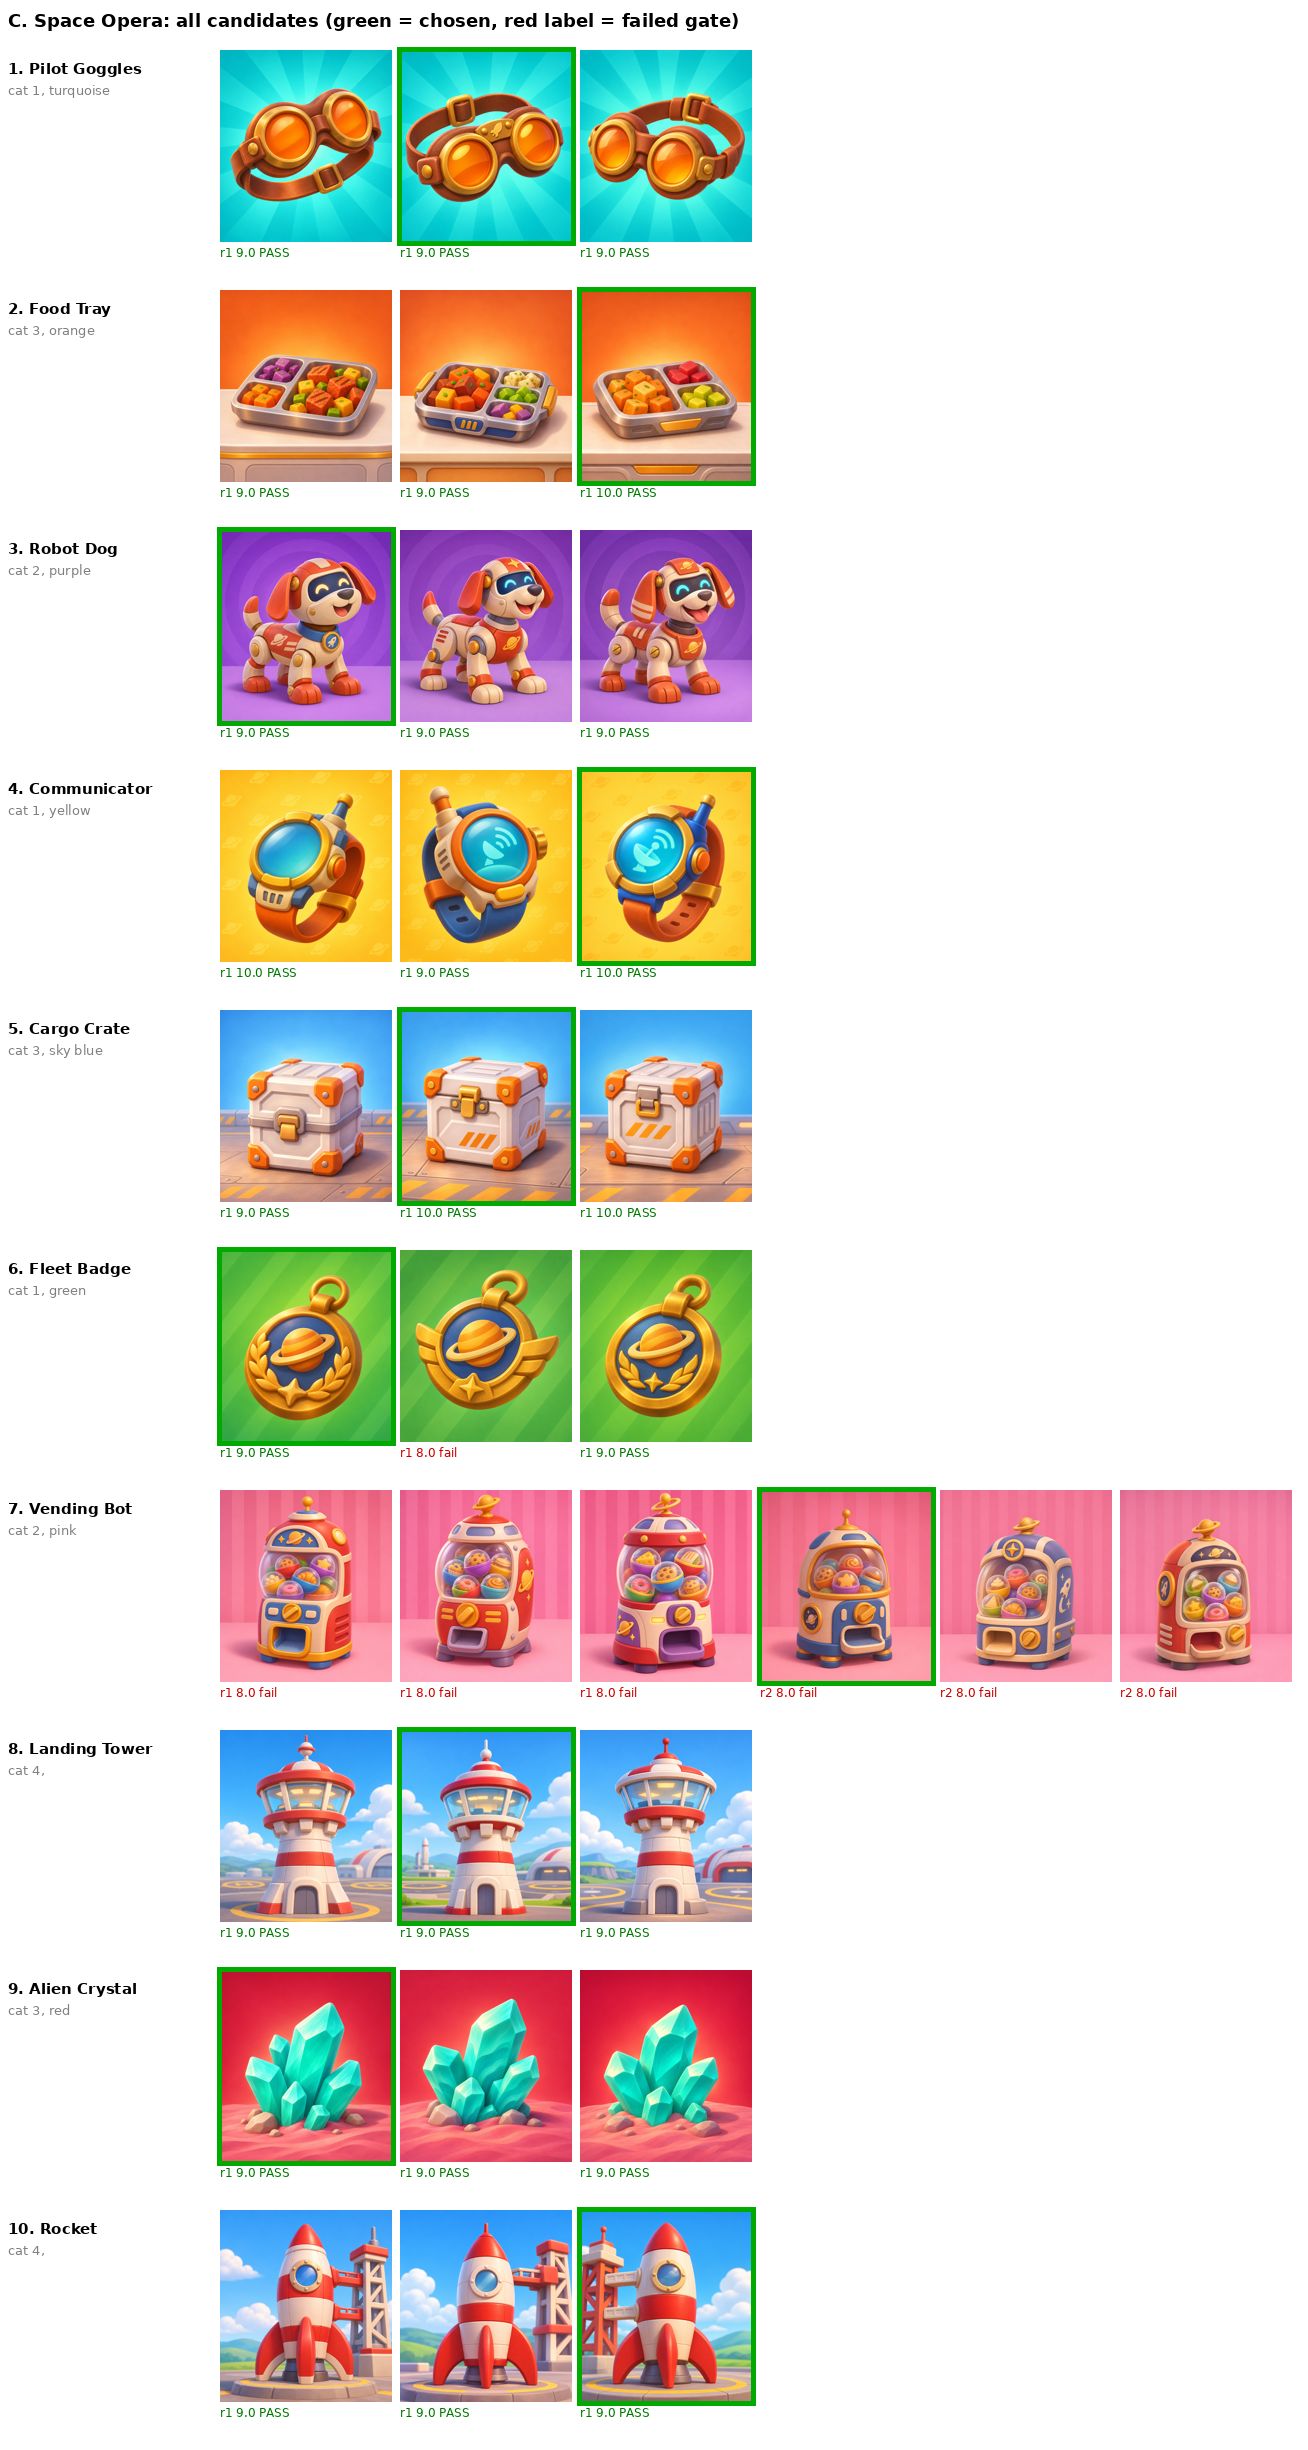 C. Space Opera: all candidates (green = chosen, red label = failed gate)
1. Pilot Goggles
cat 1, turquoise
r1 9.0 PASS
r1 9.0 PASS
r1 9.0 PASS
2. Food Tray
cat 3, orange
r1 9.0 PASS
r1 9.0 PASS
r1 10.0 PASS
3. Robot Dog
cat 2, purple
r1 9.0 PASS
r1 9.0 PASS
r1 9.0 PASS
4. Communicator
cat 1, yellow
r1 10.0 PASS
r1 9.0 PASS
r1 10.0 PASS
5. Cargo Crate
cat 3, sky blue
r1 9.0 PASS
r1 10.0 PASS
r1 10.0 PASS
6. Fleet Badge
cat 1, green
r1 9.0 PASS
r1 8.0 fail
r1 9.0 PASS
7. Vending Bot
cat 2, pink
r1 8.0 fail
r1 8.0 fail
r1 8.0 fail
r2 8.0 fail
r2 8.0 fail
r2 8.0 fail
8. Landing Tower
cat 4,
r1 9.0 PASS
r1 9.0 PASS
r1 9.0 PASS
9. Alien Crystal
cat 3, red
r1 9.0 PASS
r1 9.0 PASS
r1 9.0 PASS
10. Rocket
cat 4,
r1 9.0 PASS
r1 9.0 PASS
r1 9.0 PASS